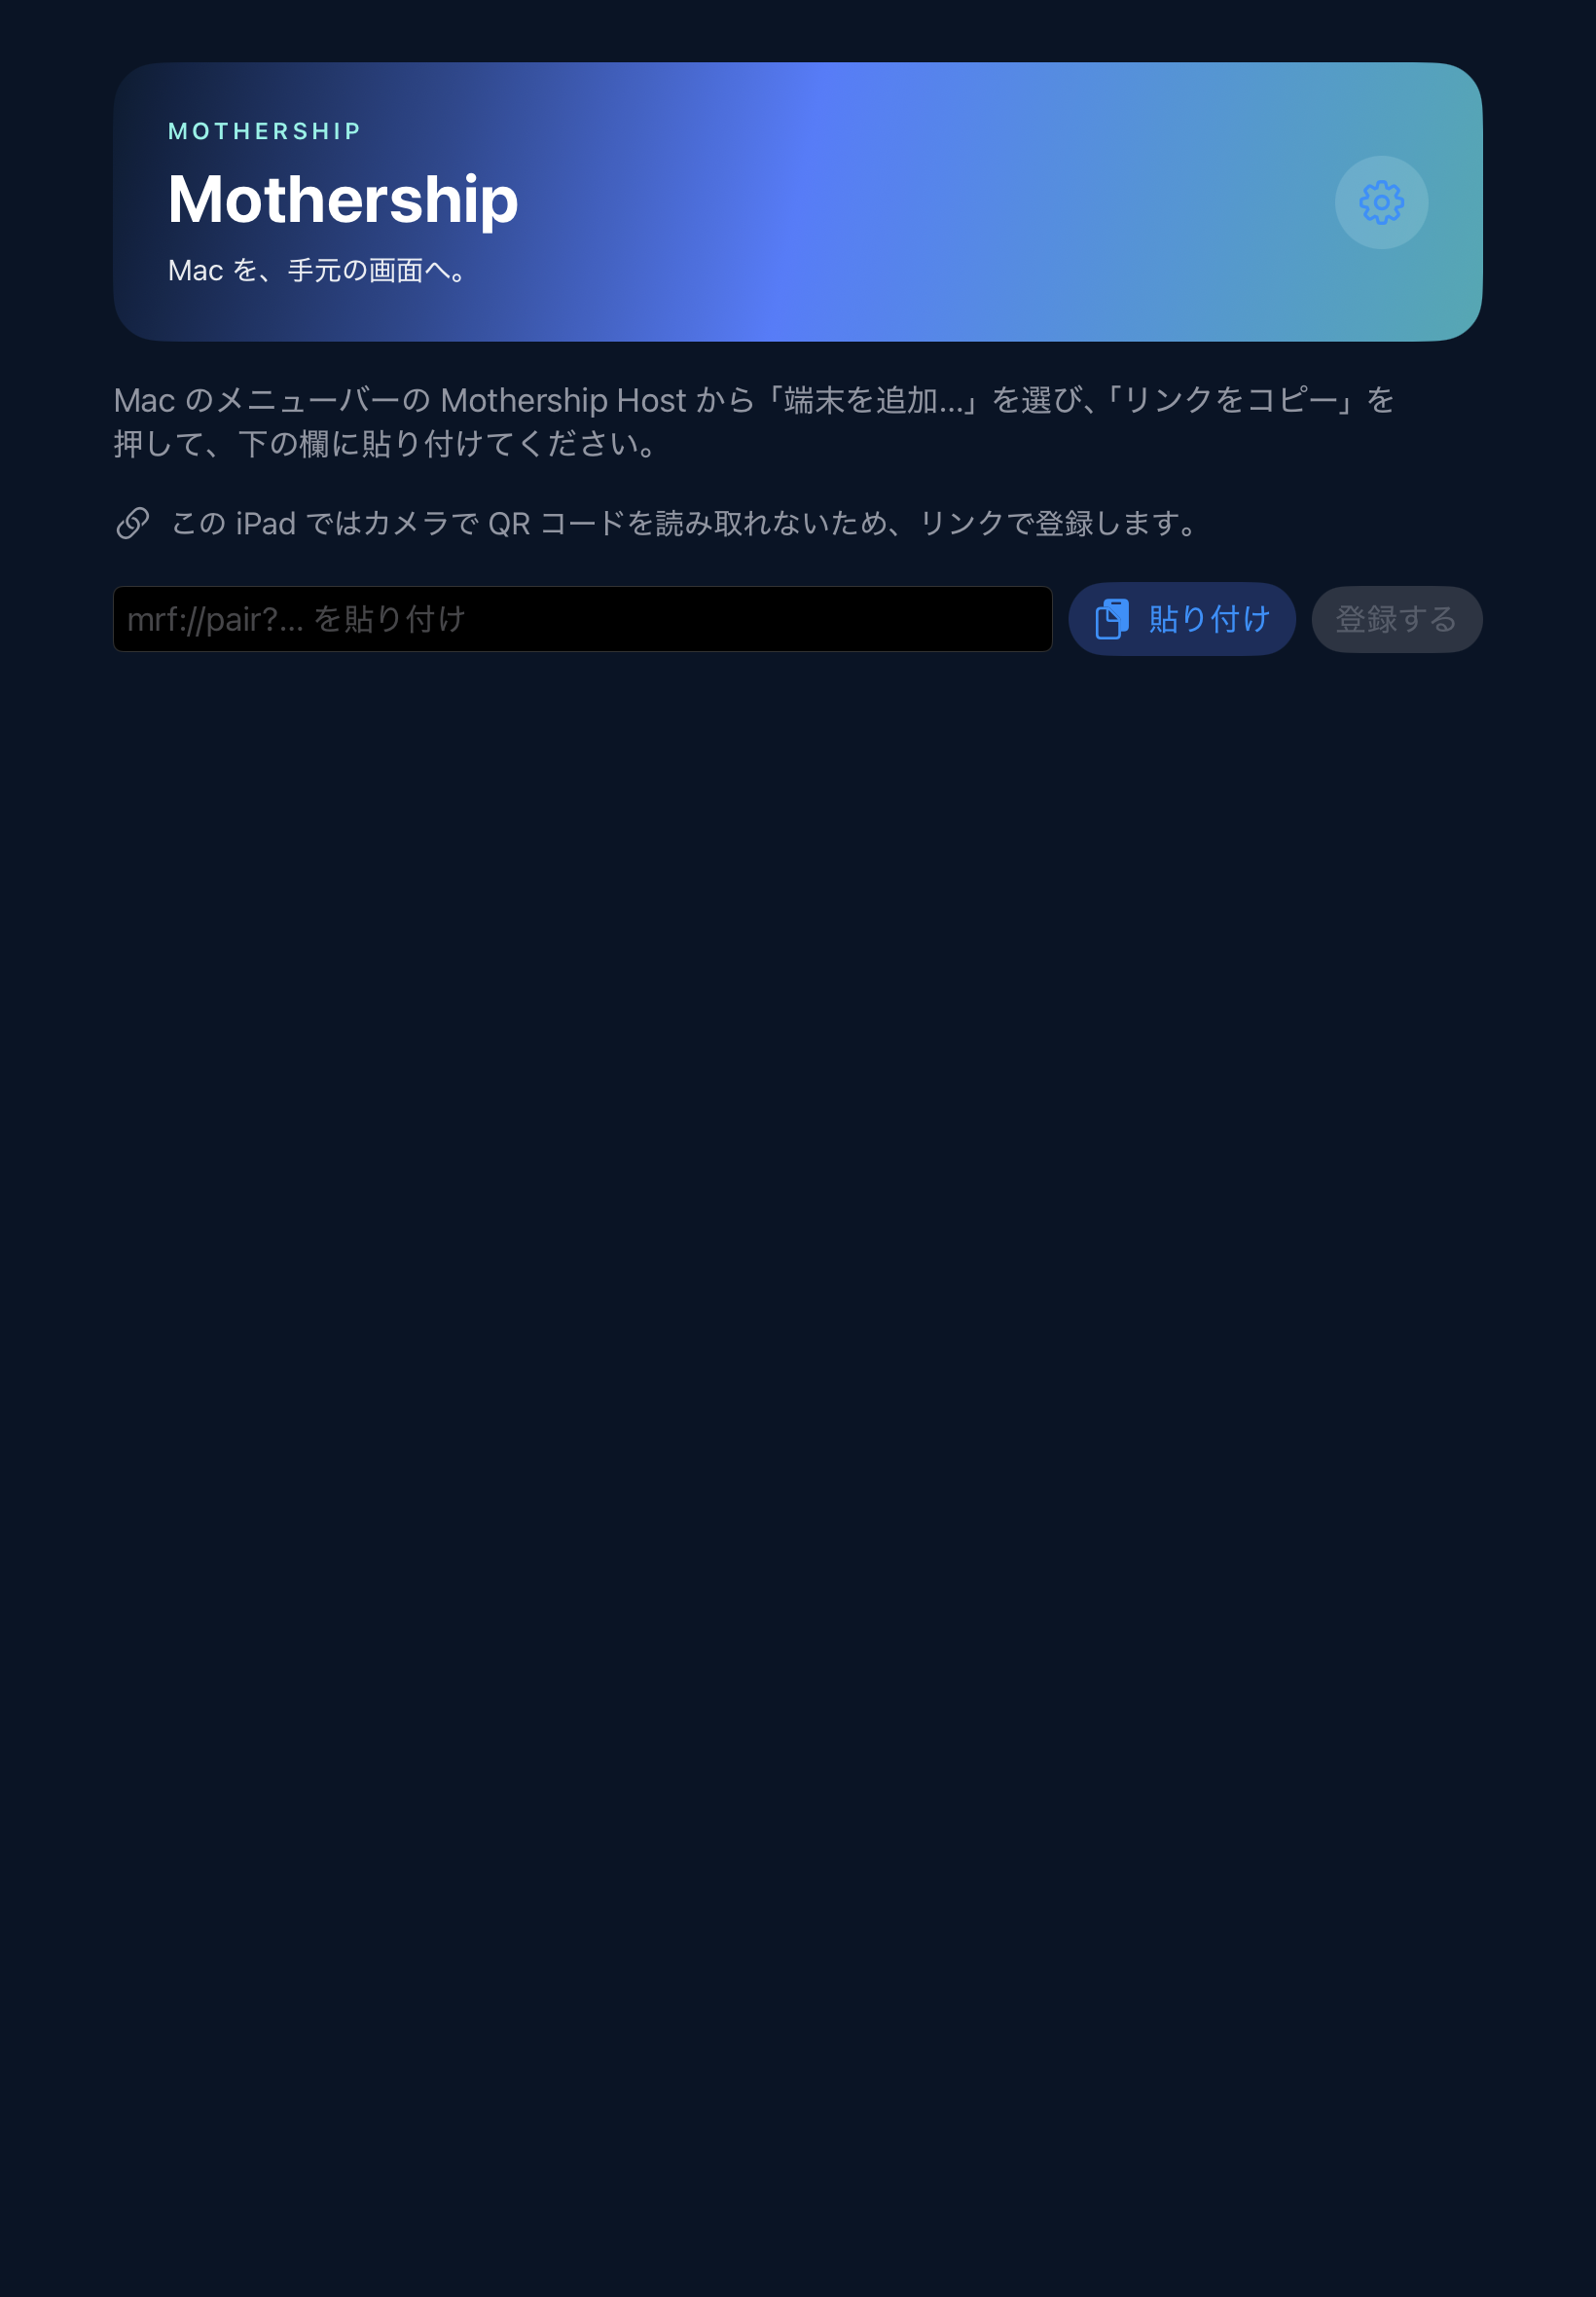 MOTHERSHIP
Mothership
Mac を、手元の画面へ。
Mac のメニューバーの Mothership Host から「端末を追加...」を選び、「リンクをコピー」を
押して、下の欄に貼り付けてください。
この iPad ではカメラで QR コードを読み取れないため、リンクで登録します。
mrf://pair?... を貼り付け
貼り付け
登録する